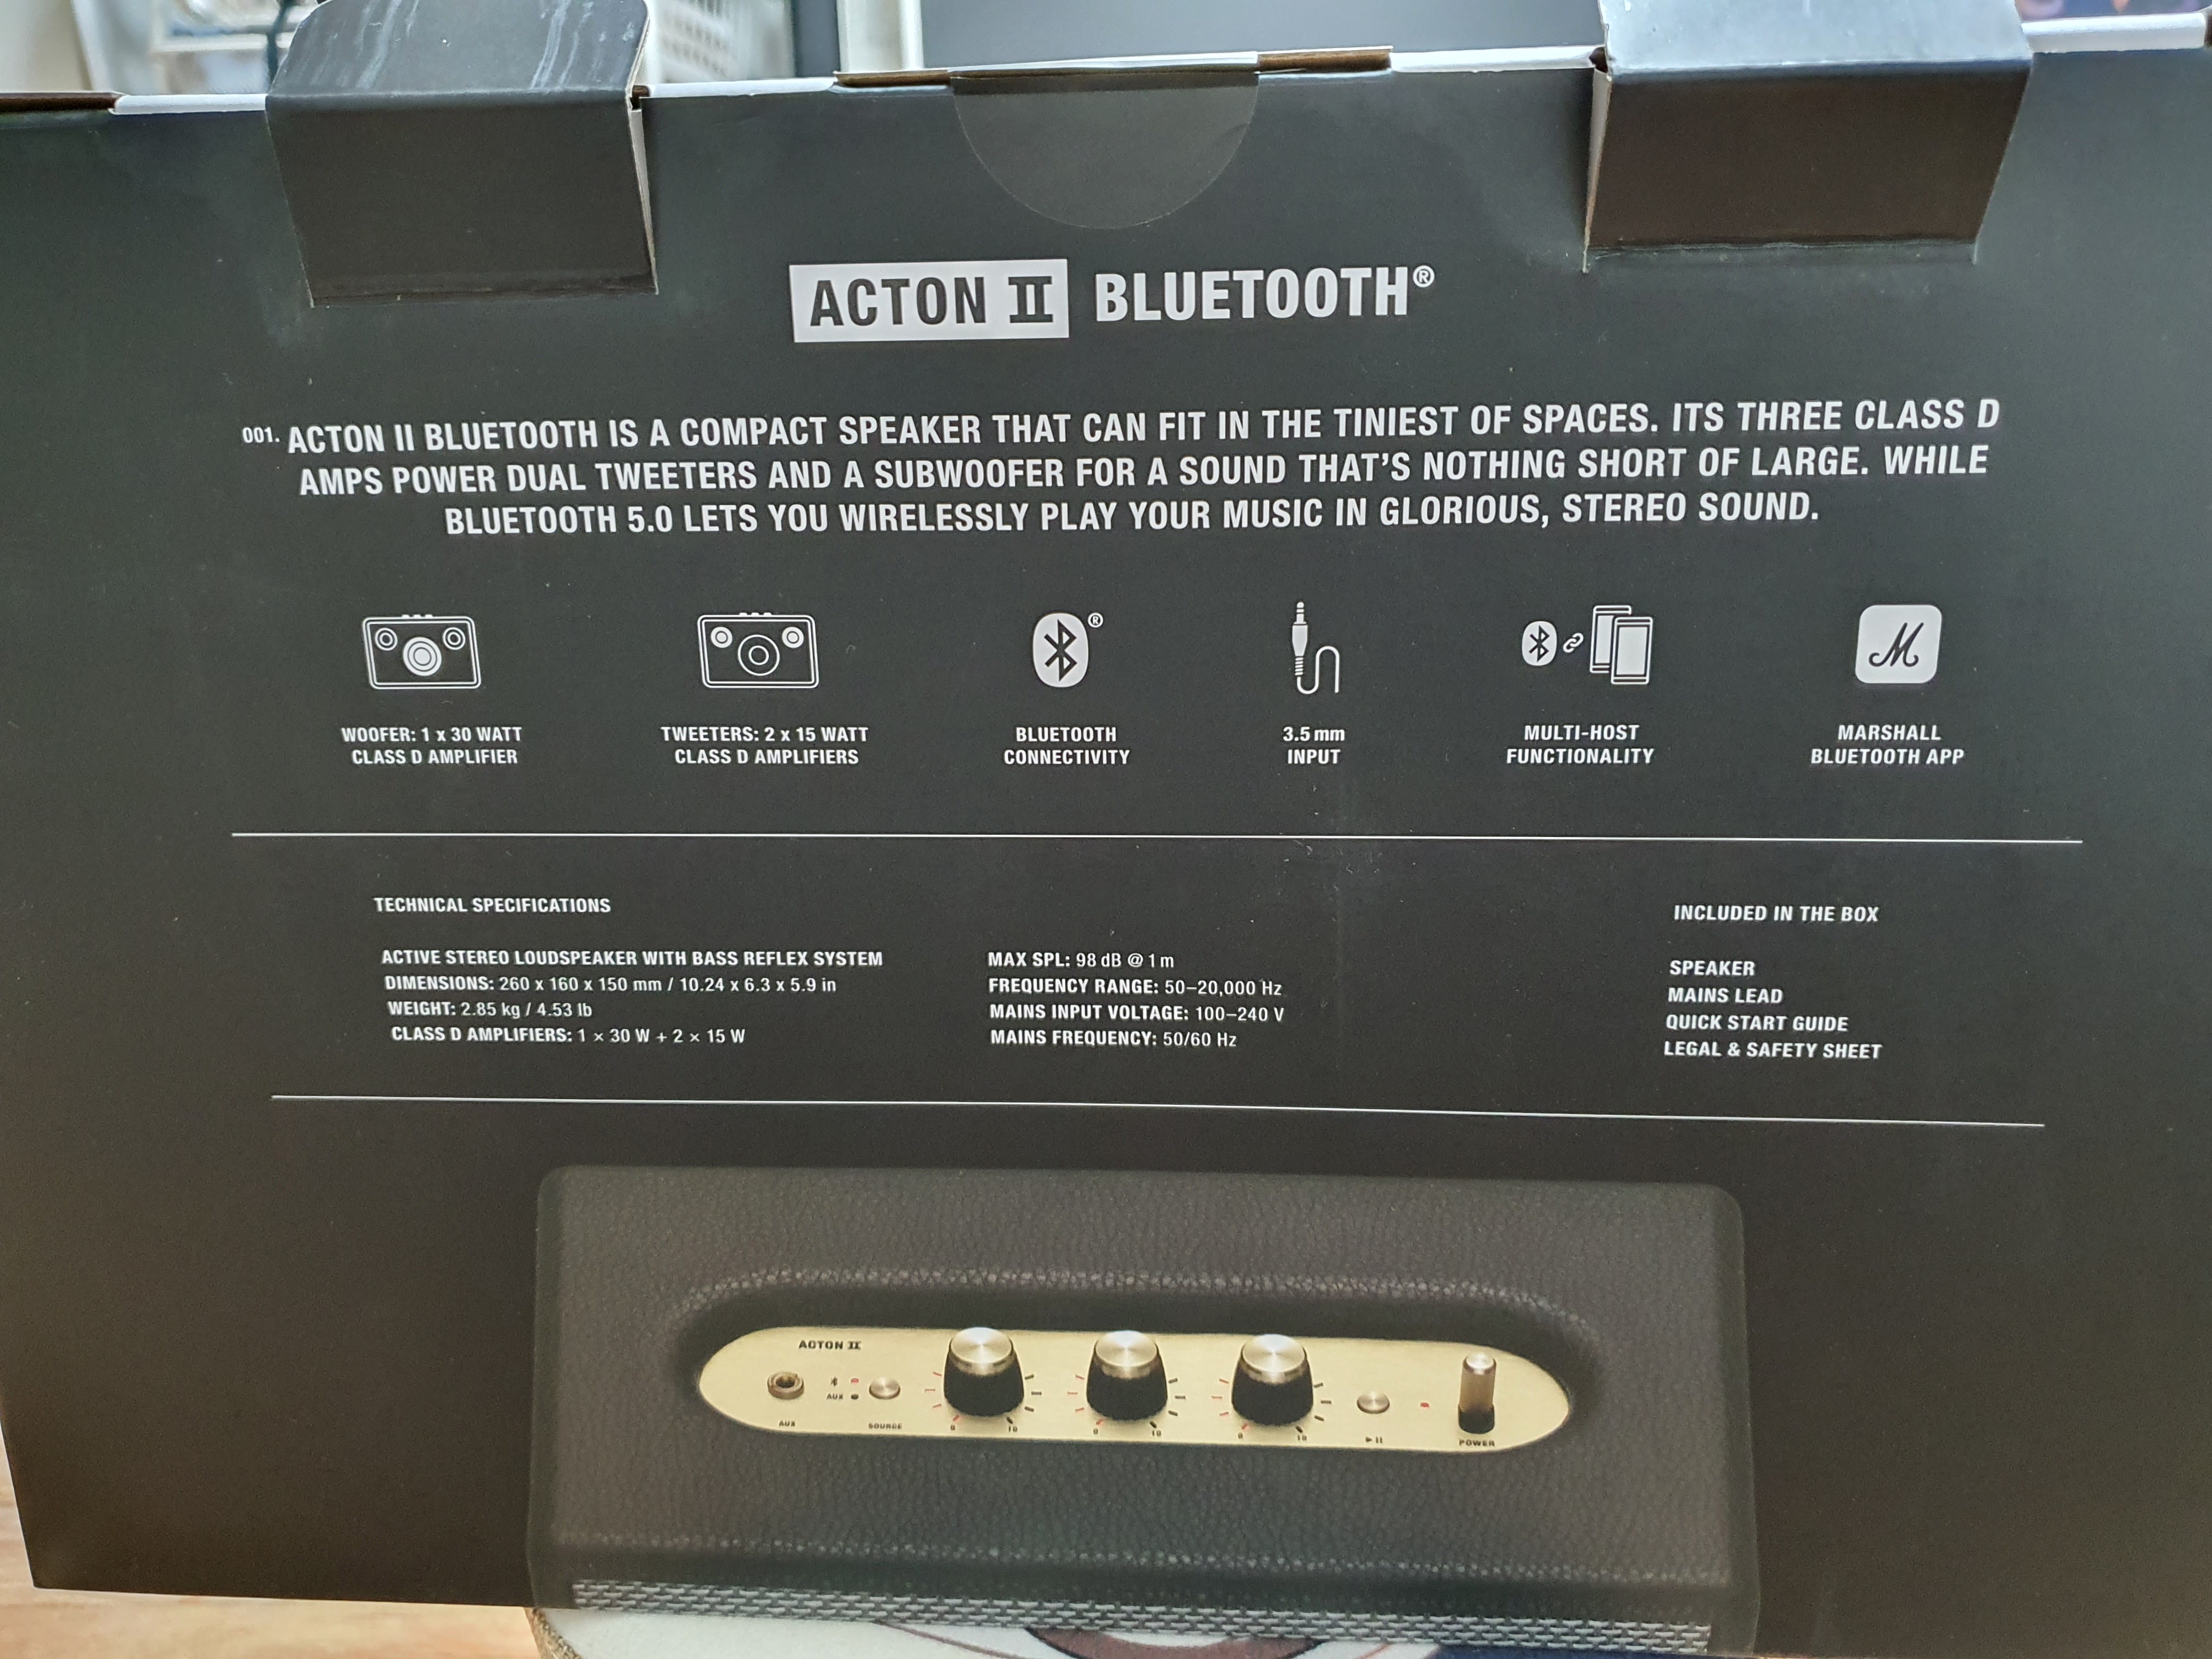 ACTON II BLUETOOTH®
001. ACTON II BLUETOOTH IS A COMPACT SPEAKER THAT CAN FIT IN THE TINIEST OF SPACES. ITS THREE CLASS D
AMPS POWER DUAL TWEETERS AND A SUBWOOFER FOR A SOUND THAT'S NOTHING SHORT OF LARGE. WHILE
BLUETOOTH 5.0 LETS YOU WIRELESSLY PLAY YOUR MUSIC IN GLORIOUS, STEREO SOUND.
®
M
WOOFER: 1 x 30 WATT
CLASS D AMPLIFIER
TWEETERS: 2 x 15 WATT
CLASS D AMPLIFIERS
BLUETOOTH
CONNECTIVITY
3.5 mm
INPUT
MULTI-HOST
FUNCTIONALITY
MARSHALL
BLUETOOTH APP
TECHNICAL SPECIFICATIONS
ACTIVE STEREO LOUDSPEAKER WITH BASS REFLEX SYSTEM
DIMENSIONS: 260 x 160 x 150 mm / 10.24 x 6.3 x 5.9 in
WEIGHT: 2.85 kg / 4.53 lb
CLASS D AMPLIFIERS: 1 × 30 W + 2 × 15 W
MAX SPL: 98 dB @ 1 m
FREQUENCY RANGE: 50–20,000 Hz
MAINS INPUT VOLTAGE: 100–240 V
MAINS FREQUENCY: 50/60 Hz
INCLUDED IN THE BOX
SPEAKER
MAINS LEAD
QUICK START GUIDE
LEGAL & SAFETY SHEET
ACTON II
AUX
AUX
SOURCE
0 10
0 10
0 10
POWER